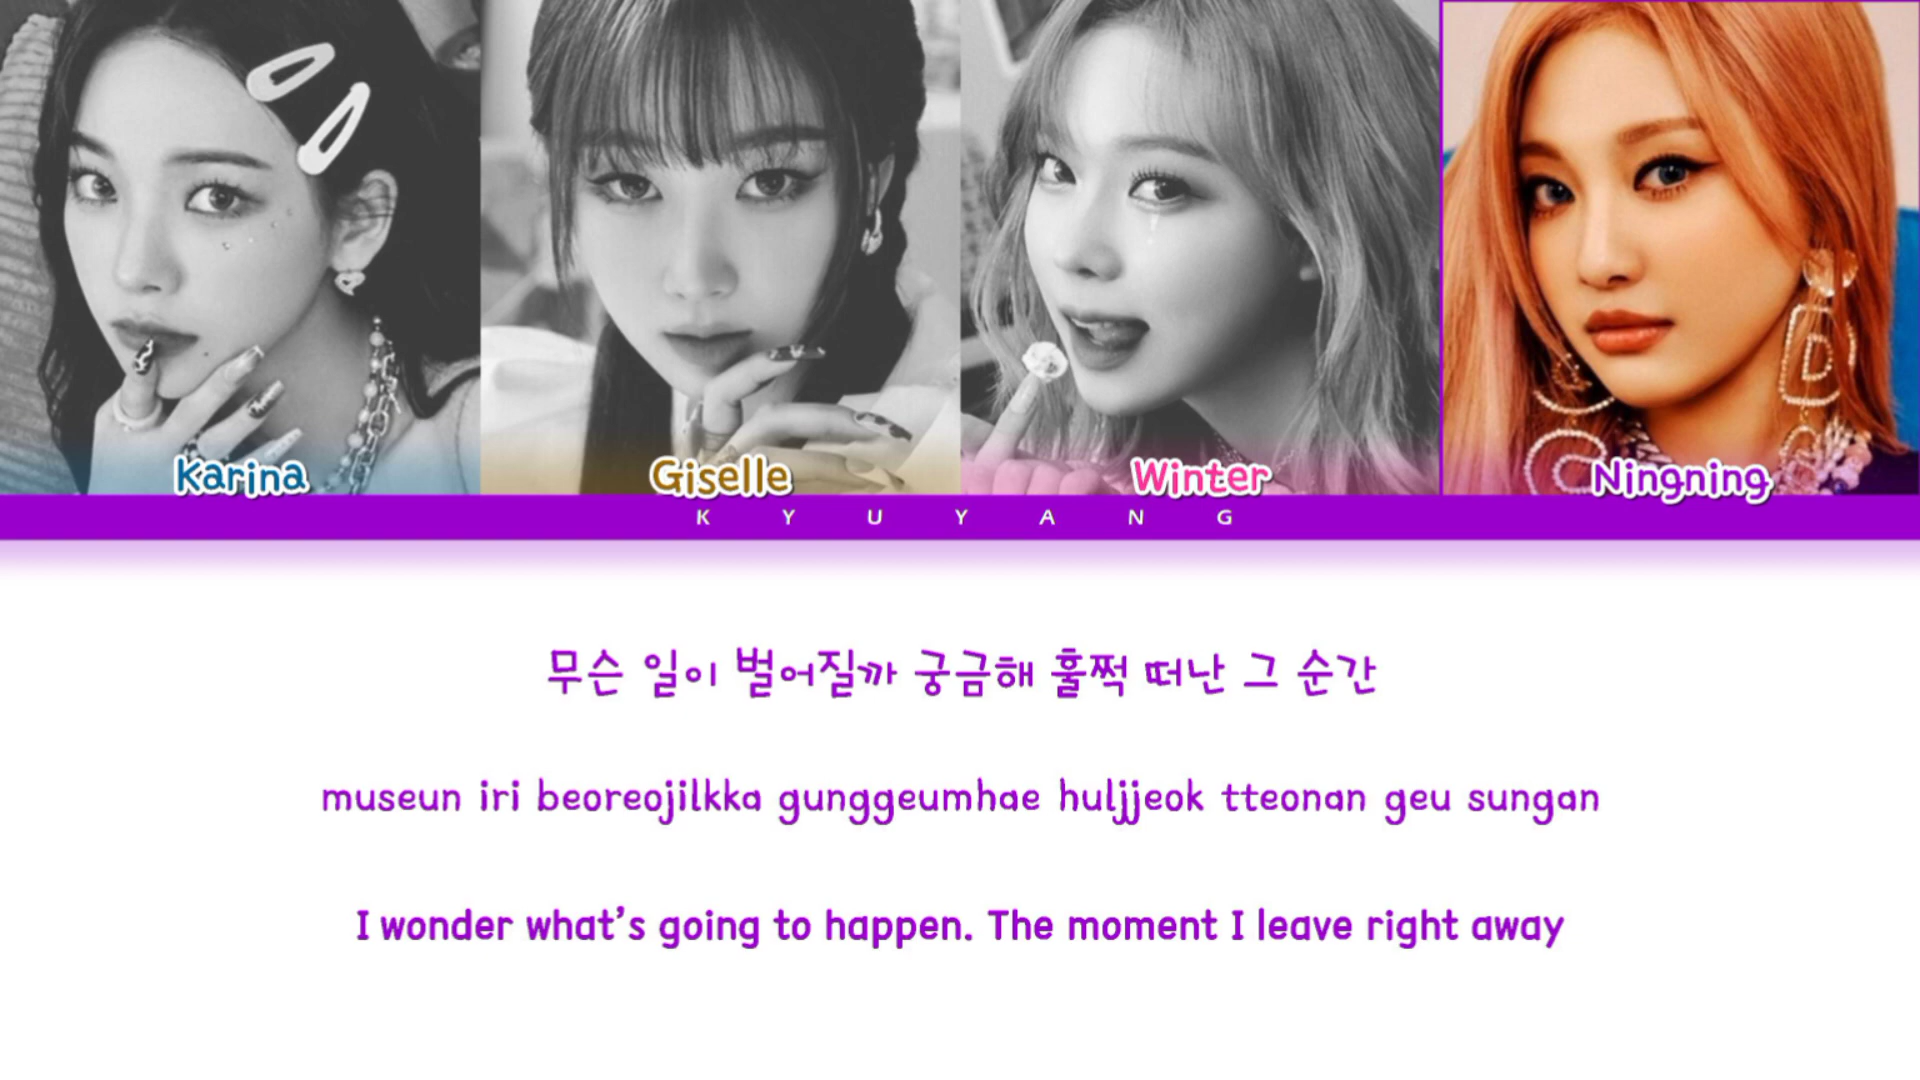 Karina Giselle Winter Ningning
KYUYANG
무슨 일이 벌어질까 궁금해 훌쩍 떠난 그 순간
museun iri beoreojilkka gunggeumhae huljjeok tteonan geu sungan
I wonder what’s going to happen. The moment I leave right away